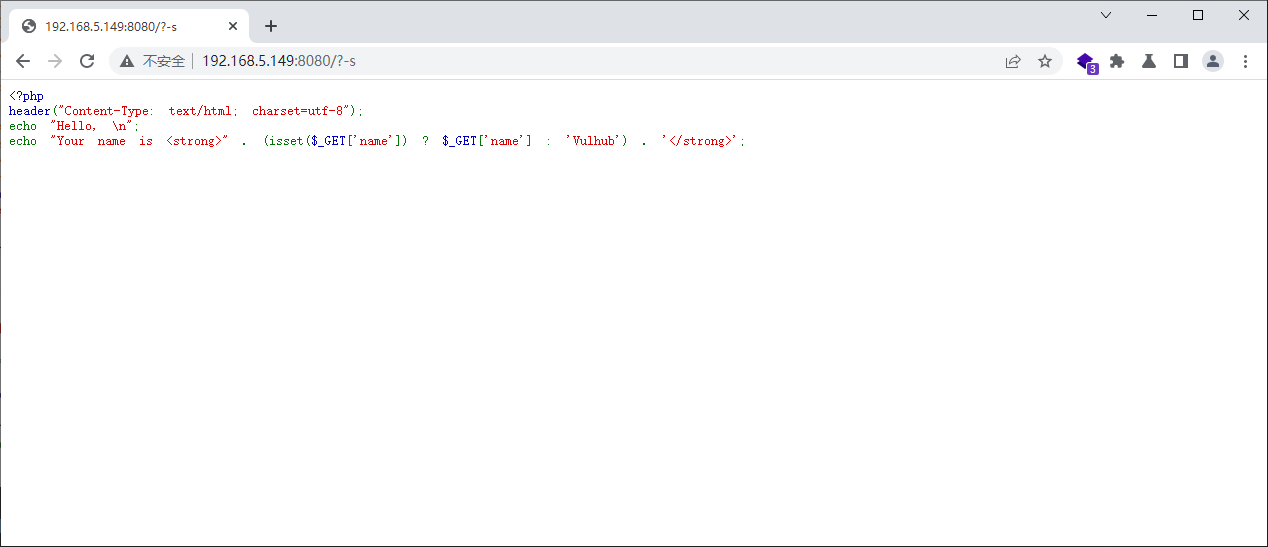 192.168.5.149:8080/?-s
不安全 192.168.5.149:8080/?-s
3
<?php
header("Content-Type: text/html; charset=utf-8");
echo "Hello, \n";
echo "Your name is <strong>" . (isset($_GET['name']) ? $_GET['name'] : 'Vulhub') . '</strong>';